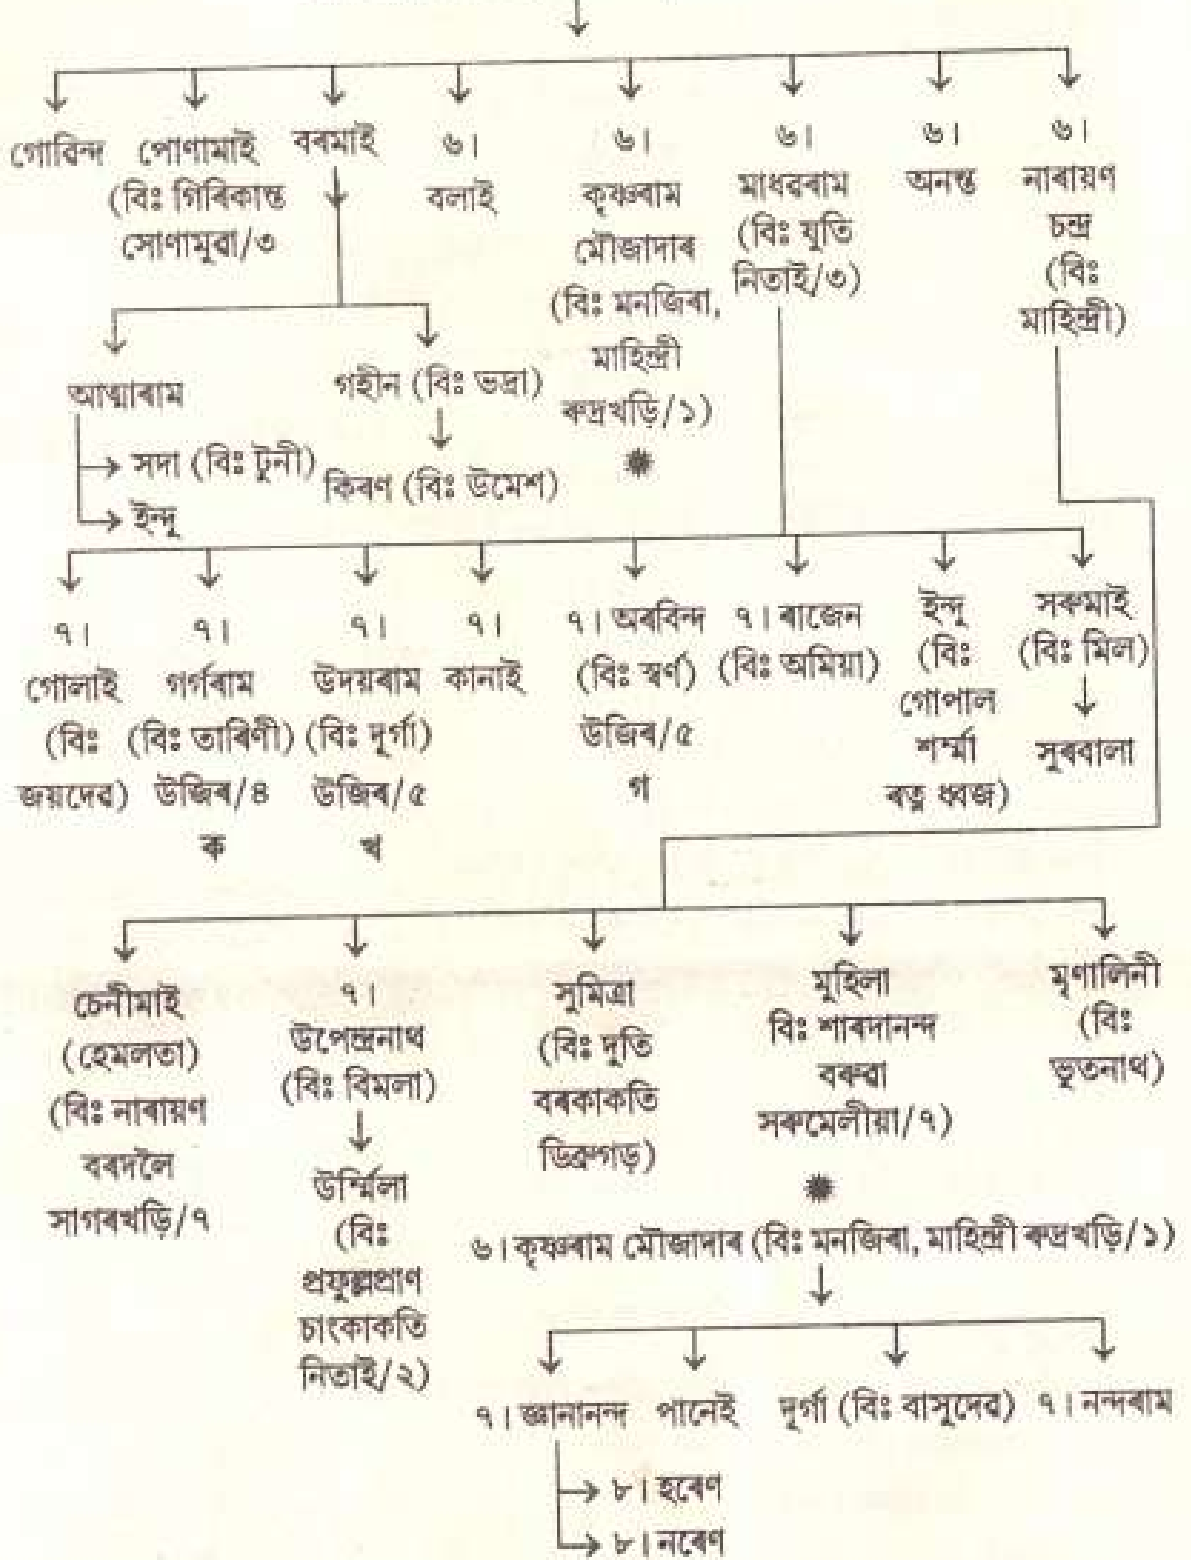 গোৱিন্দ
পোণামাই
(বিঃ গিৰিকান্ত
সোণামুৱা/৩
বৰমাই
৬।
বলাই
৬।
কৃষ্ণৰাম
মৌজাদাৰ
(বিঃ মনজিৰা,
মাহিন্দ্ৰী
ৰুদ্ৰখড়ি/১)
৬।
মাধৱৰাম
(বিঃ যুতি
নিতাই/৩)
৬।
অনন্ত
৬।
নাৰায়ণ
চন্দ্ৰ
(বিঃ
মাহিন্দ্ৰী)
আত্মাৰাম
সদা (বিঃ টুনী)
ইন্দু
গহীন (বিঃ ভদ্ৰা)
কিৰণ (বিঃ উমেশ)
৭।
গোলাই
(বিঃ
জয়দেৱ)
৭।
গৰ্গৰাম
(বিঃ তাৰিণী)
উজিৰ/৪
ক
৭।
উদয়ৰাম
(বিঃ দূৰ্গা)
উজিৰ/৫
খ
৭।
কানাই
৭। অৰবিন্দ
(বিঃ স্বৰ্ণ)
উজিৰ/৫
গ
৭। ৰাজেন
(বিঃ অমিয়া)
ইন্দু
(বিঃ
গোপাল
শৰ্ম্মা
ৰত্ন ধ্বজ)
সৰুমাই
(বিঃ মিল)
সুৰবালা
চেনীমাই
(হেমলতা)
(বিঃ নাৰায়ণ
বৰদলৈ
সাগৰখড়ি/৭
৭।
উপেন্দ্ৰনাথ
(বিঃ বিমলা)
উৰ্ম্মিলা
(বিঃ
প্ৰফুল্লপ্ৰাণ
চাংকাকতি
নিতাই/২)
সুমিত্ৰা
(বিঃ দুতি
বৰকাকতি
ডিব্ৰুগড়)
মুহিলা
বিঃ শাৰদানন্দ
বৰুৱা
সৰুমেলীয়া/৭)
মৃণালিনী
(বিঃ
ভূতনাথ)
৬। কৃষ্ণৰাম মৌজাদাৰ (বিঃ মনজিৰা, মাহিন্দ্ৰী ৰুদ্ৰখড়ি/১)
৭। জ্ঞানানন্দ পানেই দূৰ্গা (বিঃ বাসুদেৱ) ৭। নন্দৰাম
৮। হৰেণ
৮। নৰেণ